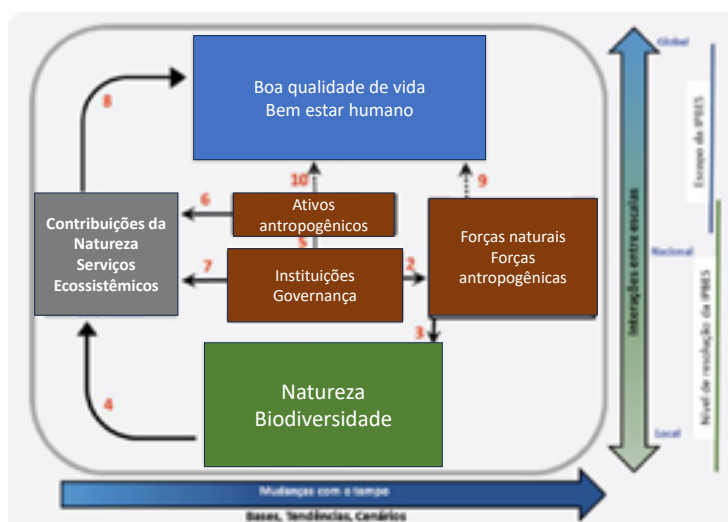 Boa qualidade de vida
Bem estar humano
8
10
9
6
Ativos
antropogênicos
Contribuições da
Natureza
Serviços
Ecossistêmicos
5
Forças naturais
Forças
antropogênicas
7
Instituições
Governança
2
3
Natureza
Biodiversidade
4
Global
Nacional
Local
Interações entre escalas
Escopo da IPBES
Nível de resolução da IPBES
Mudanças com o tempo
Bases, Tendências, Cenários